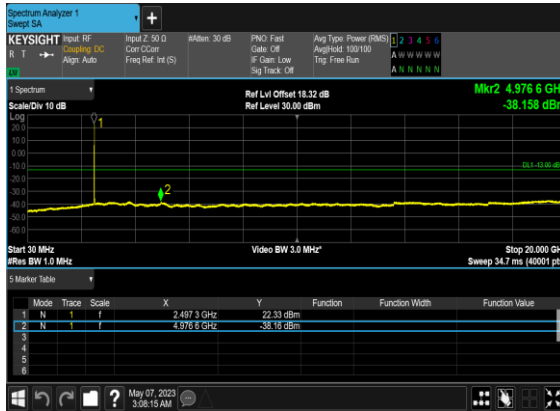 Spectrum Analyzer 1
Swept SA
KEYSIGHT
R T
Input: RF
Coupling: DC
Align: Auto
Input Z: 50 Ω
Corr CCorr
Freq Ref: Int (S)
#Atten: 30 dB
PNO: Fast
Gate: Off
IF Gain: Low
Sig Track: Off
Avg Type: Power (RMS)
Avg|Hold: 100/100
Trig: Free Run
1 2 3 4 5 6
A W W W W W
A N N N N N
1 Spectrum
Scale/Div 10 dB
Ref Lvl Offset 18.32 dB
Ref Level 30.00 dBm
Mkr2 4.976 6 GHz
-38.158 dBm
Log
20.0
10.0
0.00
-10.0
-20.0
-30.0
-40.0
-50.0
-60.0
1
2
DL1 -13.00 dB
Start 30 MHz
#Res BW 1.0 MHz
Video BW 3.0 MHz*
Stop 20.000 GH
Sweep 34.7 ms (40001 pt
5 Marker Table
Mode Trace Scale X Y Function Function Width Function Value
1 N 1 f 2.497 3 GHz 22.33 dBm
2 N 1 f 4.976 6 GHz -38.16 dBm
3
4
5
6
?
May 07, 2023
3:08:15 AM